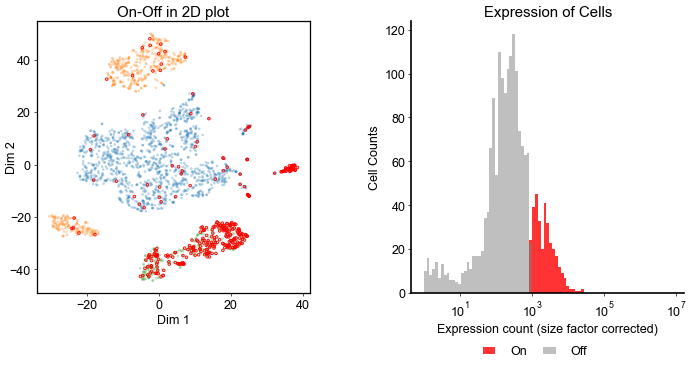 On-Off in 2D plot
Dim 2
40
20
0
−20
−40
−20
0
20
40
Dim 1
Expression of Cells
Cell Counts
120
100
80
60
40
20
0
10^1
10^3
10^5
10^7
Expression count (size factor corrected)
On
Off